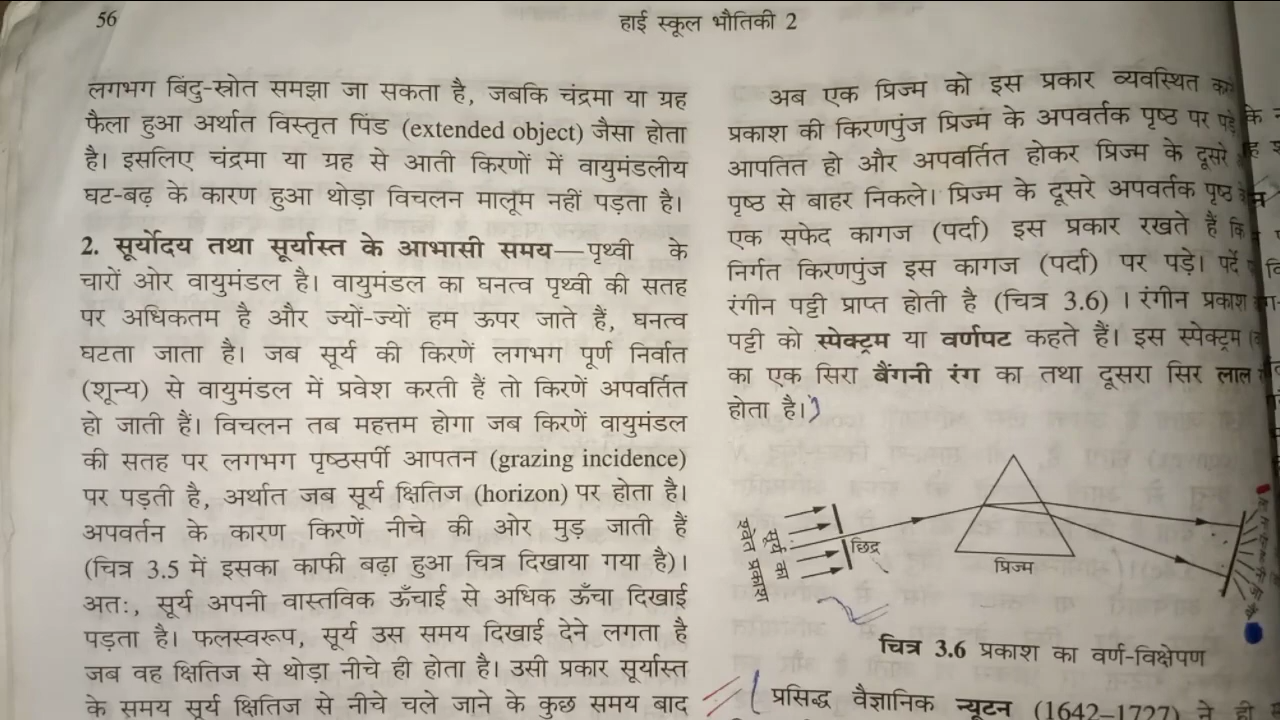 56
हाई स्कूल भौतिकी 2
लगभग बिंदु-स्रोत समझा जा सकता है, जबकि चंद्रमा या ग्रह
फैला हुआ अर्थात विस्तृत पिंड (extended object) जैसा होता
है। इसलिए चंद्रमा या ग्रह से आती किरणों में वायुमंडलीय
घट-बढ़ के कारण हुआ थोड़ा विचलन मालूम नहीं पड़ता है।
2. सूर्योदय तथा सूर्यास्त के आभासी समय— पृथ्वी के
चारों ओर वायुमंडल है। वायुमंडल का घनत्व पृथ्वी की सतह
पर अधिकतम है और ज्यों-ज्यों हम ऊपर जाते हैं, घनत्व
घटता जाता है। जब सूर्य की किरणें लगभग पूर्ण निर्वात
(शून्य) से वायुमंडल में प्रवेश करती हैं तो किरणें अपवर्तित
हो जाती हैं। विचलन तब महत्तम होगा जब किरणें वायुमंडल
की सतह पर लगभग पृष्ठसर्पी आपतन (grazing incidence)
पर पड़ती है, अर्थात जब सूर्य क्षितिज (horizon) पर होता है।
अपवर्तन के कारण किरणें नीचे की ओर मुड़ जाती हैं
(चित्र 3.5 में इसका काफी बढ़ा हुआ चित्र दिखाया गया है)।
अतः, सूर्य अपनी वास्तविक ऊँचाई से अधिक ऊँचा दिखाई
पड़ता है। फलस्वरूप, सूर्य उस समय दिखाई देने लगता है
जब वह क्षितिज से थोड़ा नीचे ही होता है। उसी प्रकार सूर्यास्त
के समय सूर्य क्षितिज से नीचे चले जाने के कुछ समय बाद
अब एक प्रिज्म को इस प्रकार व्यवस्थित
प्रकाश की किरणपुंज प्रिज्म के अपवर्तक पृष्ठ पर पड़े
आपतित हो और अपवर्तित होकर प्रिज्म के दूसरे
पृष्ठ से बाहर निकले। प्रिज्म के दूसरे अपवर्तक पृष्ठ
एक सफेद कागज (पर्दा) इस प्रकार रखते हैं कि
निर्गत किरणपुंज इस कागज (पर्दा) पर पड़े। पर्दे
रंगीन पट्टी प्राप्त होती है (चित्र 3.6) । रंगीन प्रकाश
पट्टी को स्पेक्ट्रम या वर्णपट कहते हैं। इस स्पेक्ट्रम
का एक सिरा बैंगनी रंग का तथा दूसरा सिर लाल
होता है।
सूर्य का
श्वेत प्रकाश
छिद्र
प्रिज्म
चित्र 3.6 प्रकाश का वर्ण-विक्षेपण
प्रसिद्ध वैज्ञानिक न्यूटन (1642–1727) ने ही